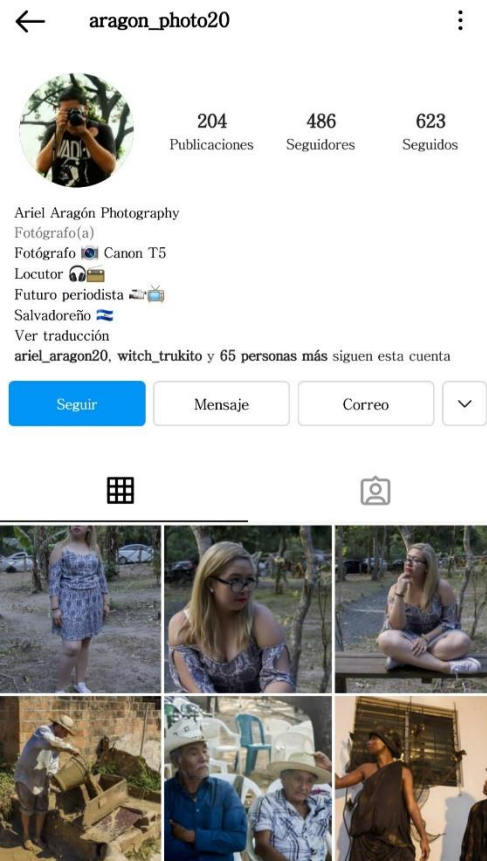 aragon_photo20
204 486 623
Publicaciones Seguidores Seguidos
Ariel Aragón Photography
Fotógrafo(a)
Fotógrafo 📷 Canon T5
Locutor 🎧📻
Futuro periodista 📹📺
Salvadoreño 🇸🇻
Ver traducción
ariel_aragon20, witch_trukito y 65 personas más siguen esta cuenta
Seguir Mensaje Correo